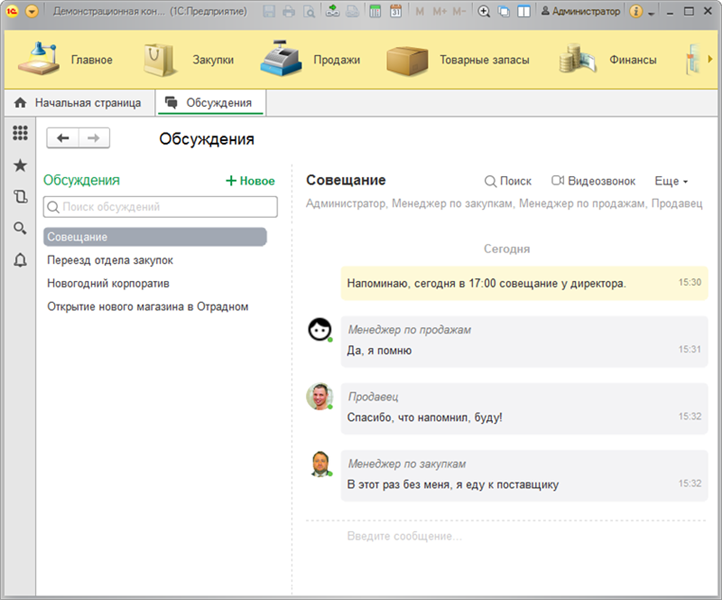 1С Демонстрационная кон... (1С:Предприятие) 31 M M+ M− Администратор i
Главное Закупки Продажи Товарные запасы Финансы
Начальная страница Обсуждения
Обсуждения
Обсуждения + Новое
Поиск обсуждений
Совещание
Переезд отдела закупок
Новогодний корпоратив
Открытие нового магазина в Отрадном
Совещание Поиск Видеозвонок Еще
Администратор, Менеджер по закупкам, Менеджер по продажам, Продавец
Сегодня
Напоминаю, сегодня в 17:00 совещание у директора. 15:30
Менеджер по продажам
Да, я помню 15:31
Продавец
Спасибо, что напомнил, буду! 15:32
Менеджер по закупкам
В этот раз без меня, я еду к поставщику 15:32
Введите сообщение...